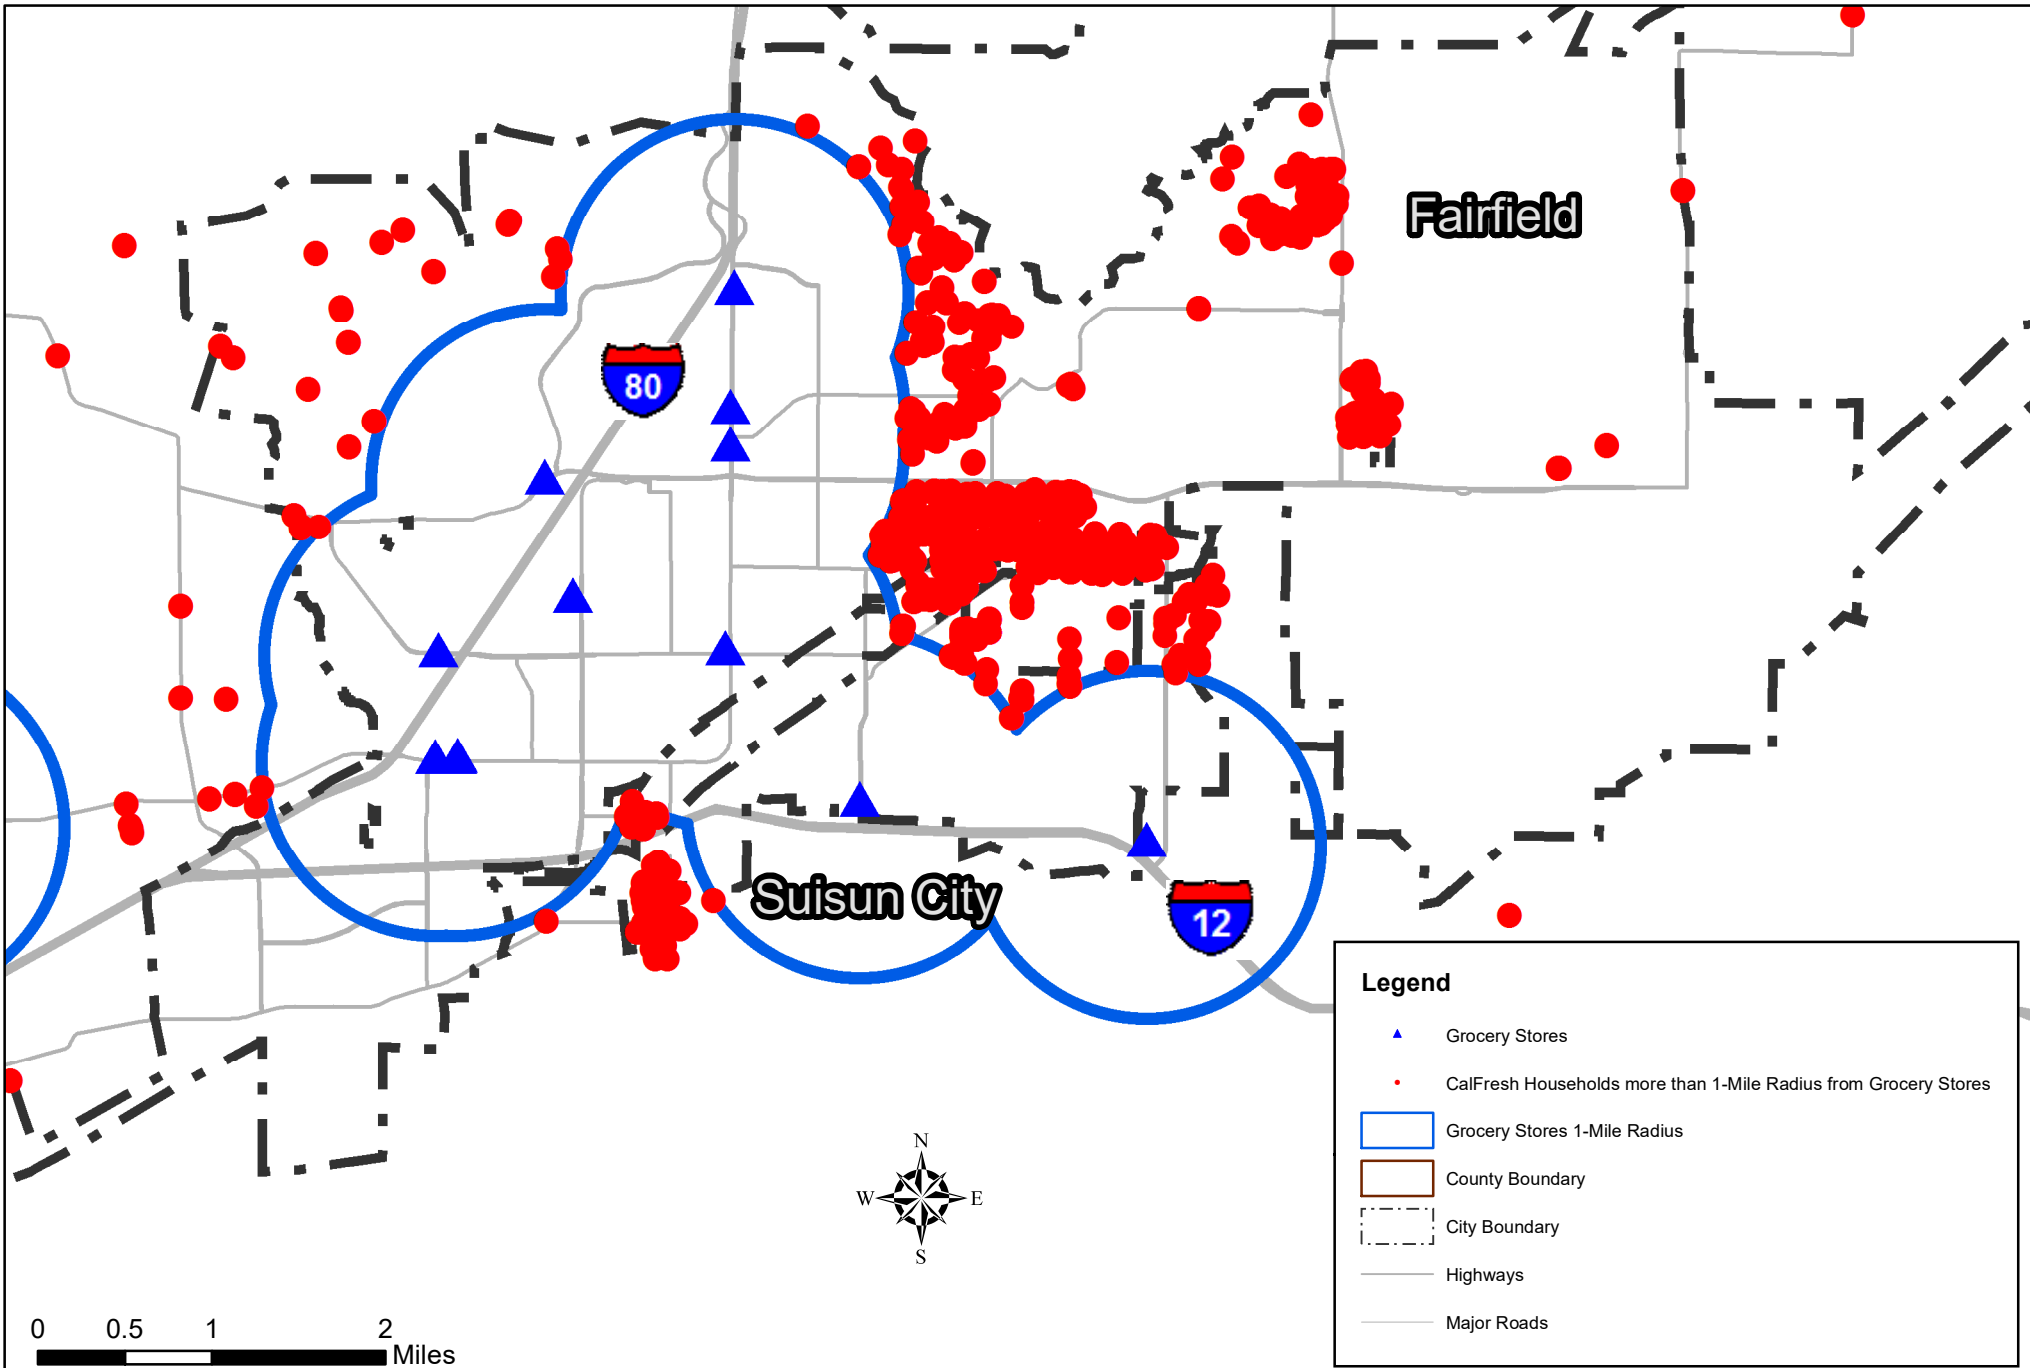 Fairfield
80
Suisun City
12
Legend
Grocery Stores
CalFresh Households more than 1-Mile Radius from Grocery Stores
Grocery Stores 1-Mile Radius
County Boundary
City Boundary
Highways
Major Roads
N
W E
S
0 0.5 1 2
Miles